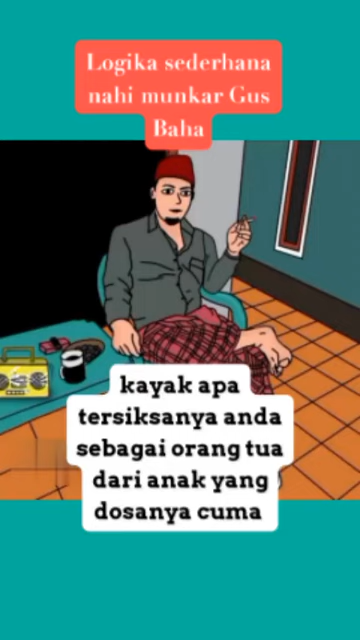 Logika sederhana
nahi munkar Gus
Baha
kayak apa
tersiksanya anda
sebagai orang tua
dari anak yang
dosanya cuma